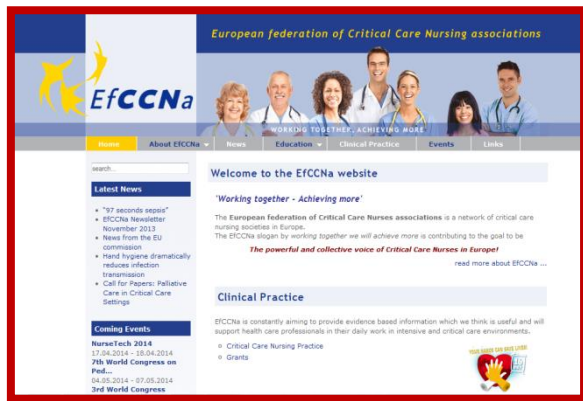 European federation of Critical Care Nursing associations
EfCCNa
WORKING TOGETHER, ACHIEVING MORE
Home
About EfCCNa
News
Education
Clinical Practice
Events
Links
search...
Latest News
"97 seconds sepsis"
EfCCNa Newsletter
November 2013
News from the EU
commission
Hand hygiene dramatically
reduces infection
transmission
Call for Papers: Palliative
Care in Critical Care
Settings
Coming Events
NurseTech 2014
17.04.2014 - 18.04.2014
7th World Congress on
Ped...
04.05.2014 - 07.05.2014
3rd World Congress
Welcome to the EfCCNa website
'Working together - Achieving more'
The European federation of Critical Care Nurses associations is a network of critical care
nursing societies in Europe.
The EfCCNa slogan by working together we will achieve more is contributing to the goal to be
The powerful and collective voice of Critical Care Nurses in Europe!
read more about EfCCNa ...
Clinical Practice
EfCCNa is constantly aiming to provide evidence based information which we think is useful and will
support health care professionals in their daily work in intensive and critical care environments.
Critical Care Nursing Practice
Grants
YOUR HANDS CAN SAVE LIVES!